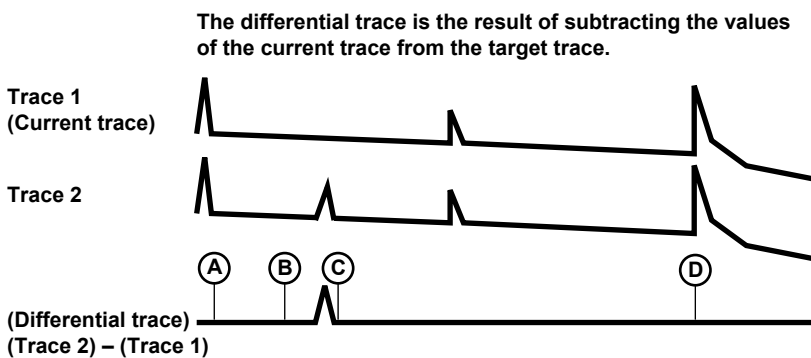 The differential trace is the result of subtracting the values
of the current trace from the target trace.
Trace 1
(Current trace)
Trace 2
A B C D
(Differential trace)
(Trace 2) – (Trace 1)